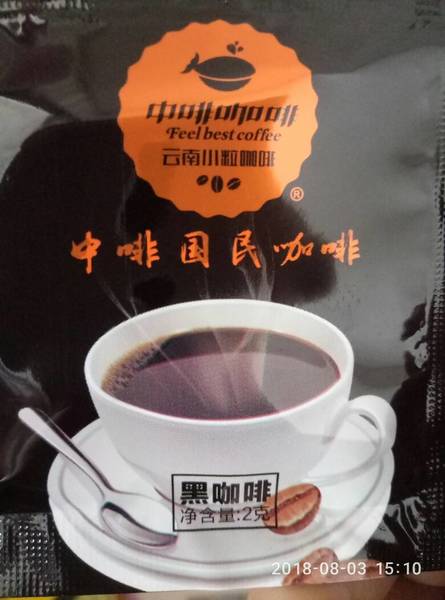 中啡咖啡
Feel best coffee
云南小粒咖啡
®
中啡国民咖啡
黑咖啡
净含量:2克
2018-08-03 15:10